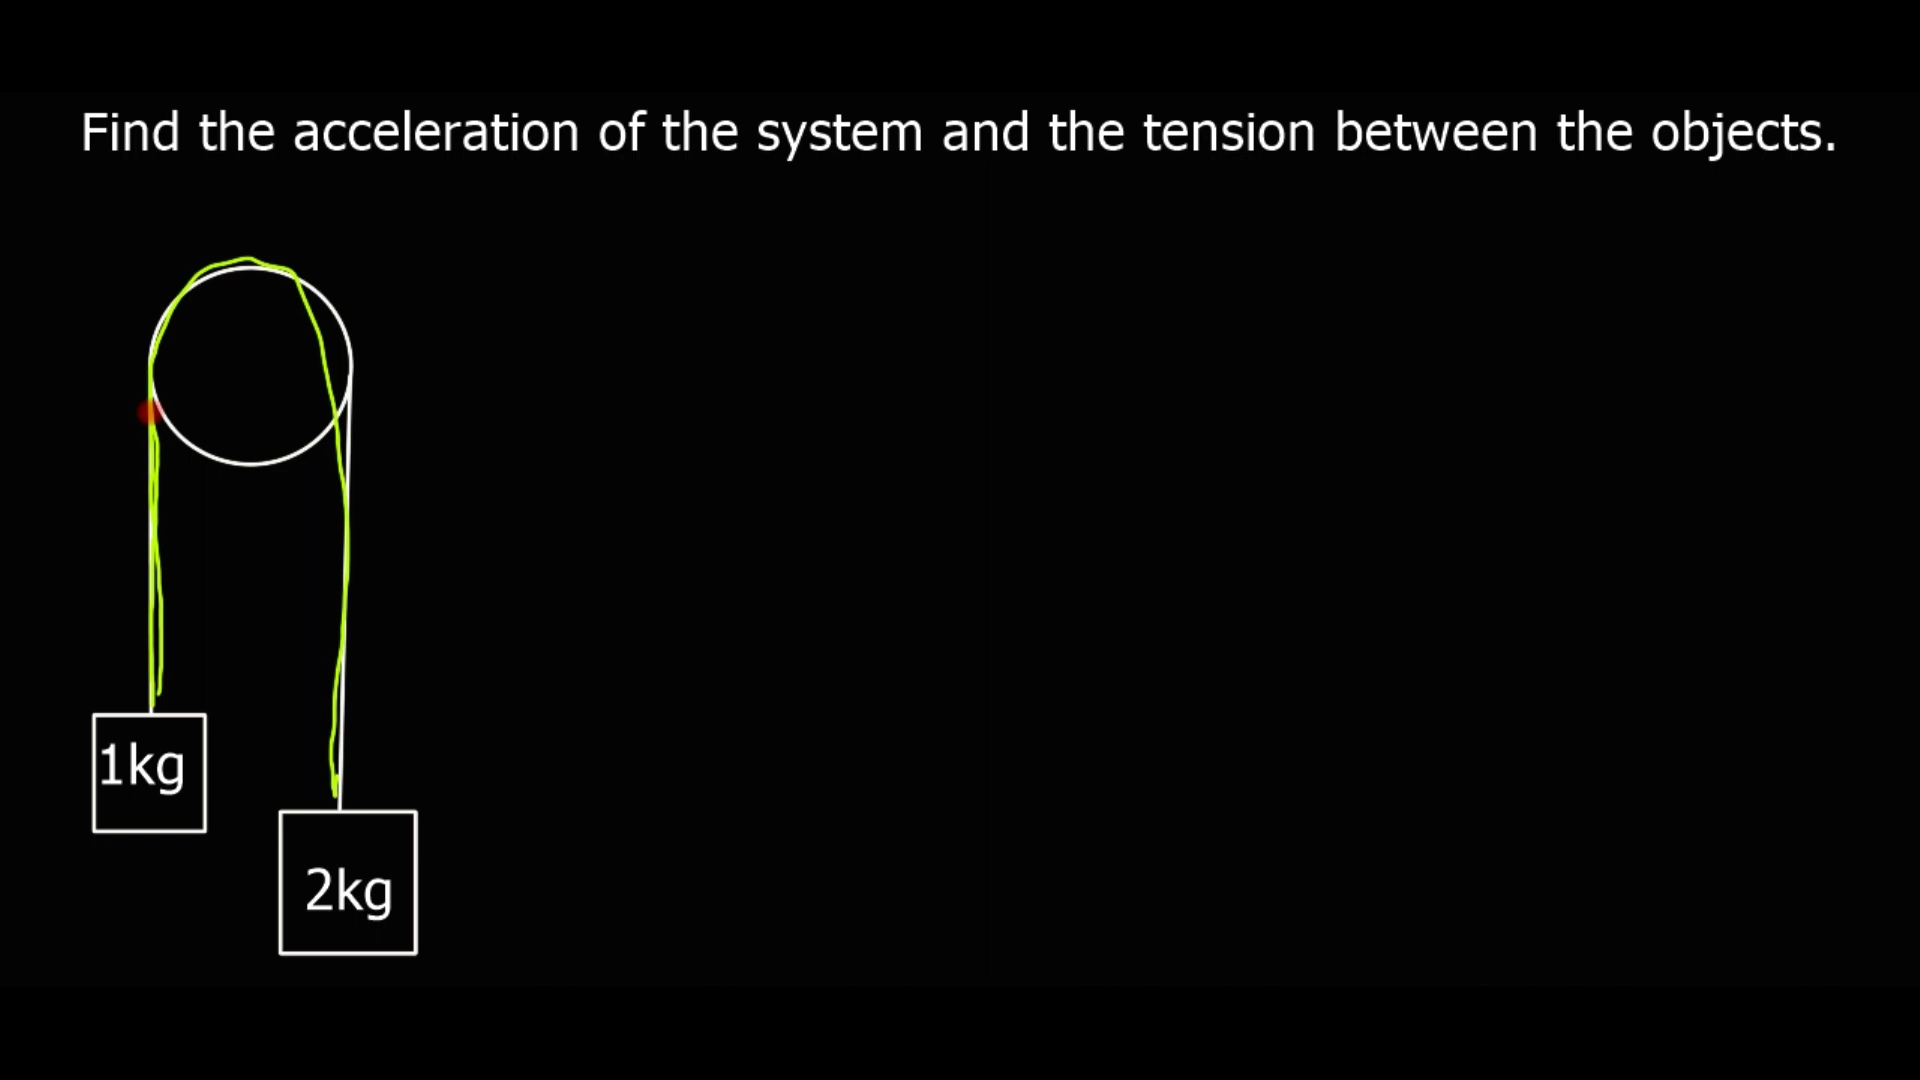 Find the acceleration of the system and the tension between the objects.
1kg
2kg